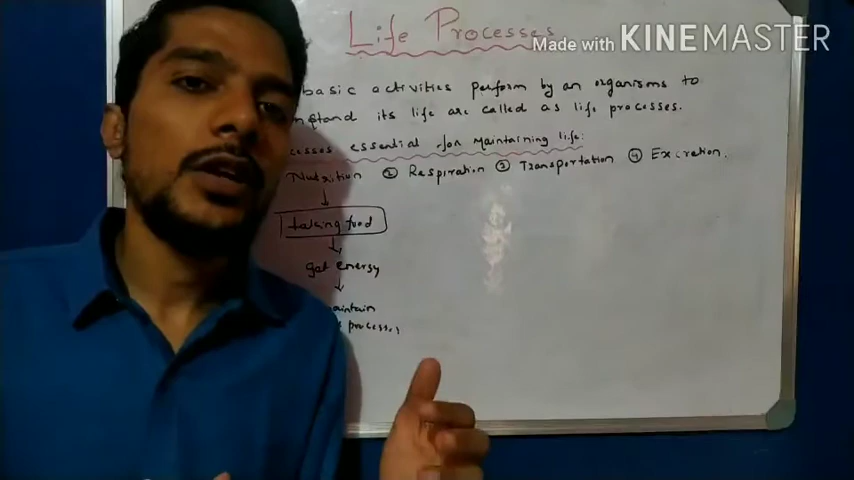 Life Processes
Made with KINEMASTER
basic activities perform by an organisms to
its life are called as life processes.
essential for Maintaining life:
Nutrition ② Respiration ③ Transportation ④ Excretion.
taking food
get energy
processes